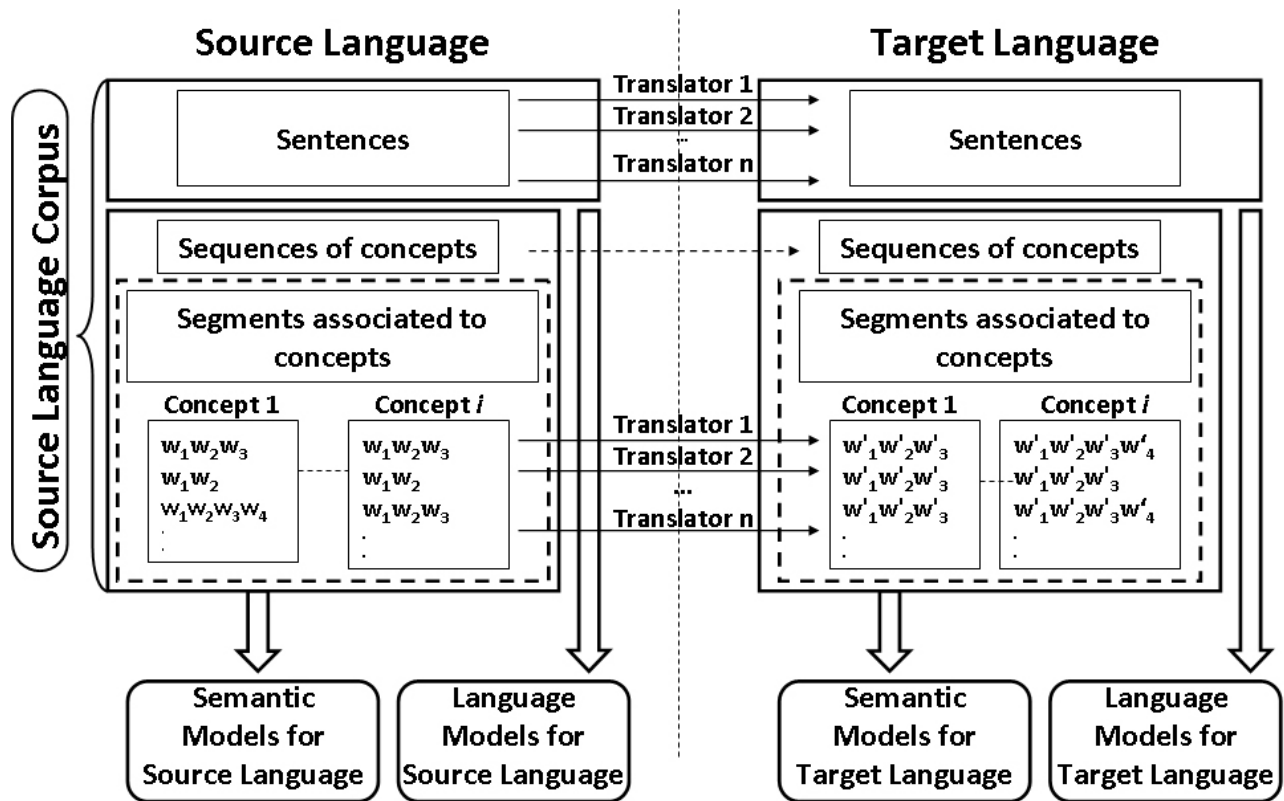 Source Language
Target Language
Source Language Corpus
Sentences
Translator 1
Translator 2
...
Translator n
Sentences
Sequences of concepts
Sequences of concepts
Segments associated to
concepts
Segments associated to
concepts
Concept 1
w₁w₂w₃
w₁w₂
w₁w₂w₃w₄
:
Concept i
w₁w₂w₃
w₁w₂
w₁w₂w₃
:
Translator 1
Translator 2
...
Translator n
Concept 1
w'₁w'₂w'₃
w'₁w'₂w'₃
w'₁w'₂w'₃
:
Concept i
w'₁w'₂w'₃w‘₄
w'₁w'₂w'₃
w'₁w'₂w'₃w‘₄
:
Semantic
Models for
Source Language
Language
Models for
Source Language
Semantic
Models for
Target Language
Language
Models for
Target Language